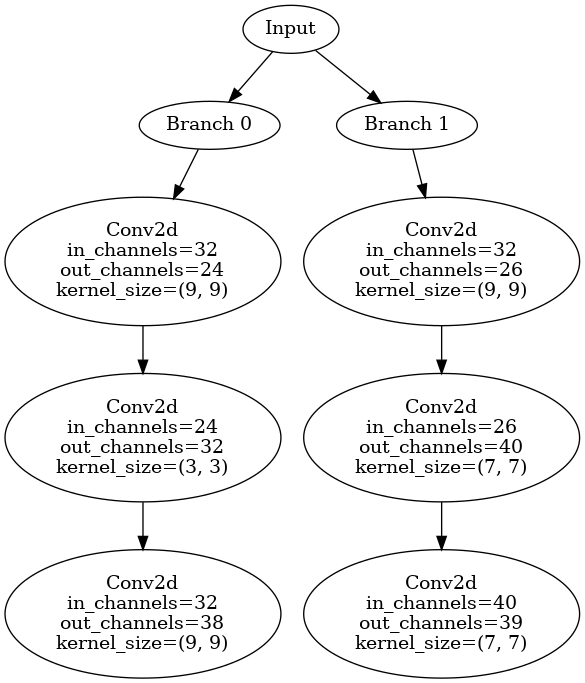 Input
Branch 0
Branch 1
Conv2d
in_channels=32
out_channels=24
kernel_size=(9, 9)
Conv2d
in_channels=32
out_channels=26
kernel_size=(9, 9)
Conv2d
in_channels=24
out_channels=32
kernel_size=(3, 3)
Conv2d
in_channels=26
out_channels=40
kernel_size=(7, 7)
Conv2d
in_channels=32
out_channels=38
kernel_size=(9, 9)
Conv2d
in_channels=40
out_channels=39
kernel_size=(7, 7)